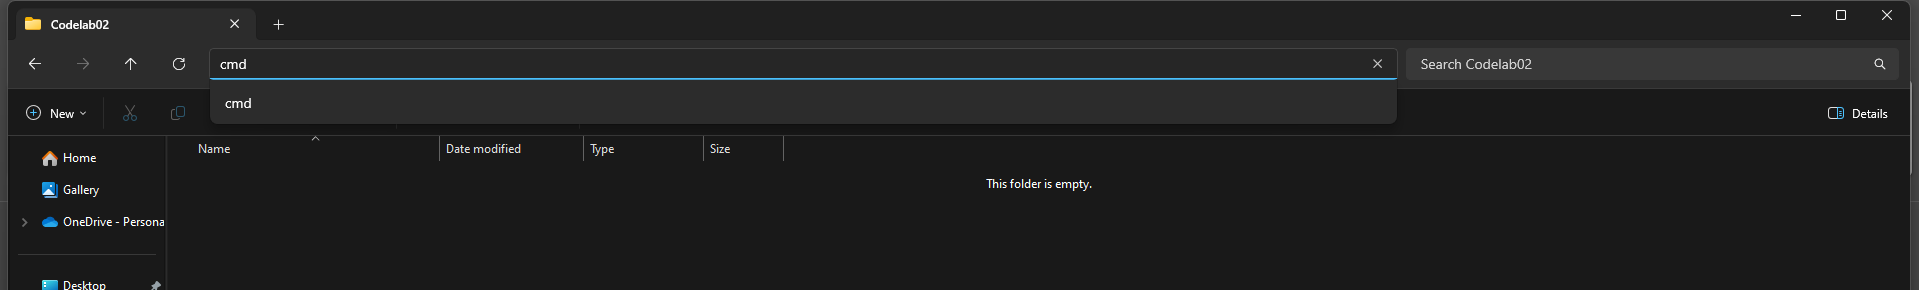 Codelab02
cmd
Search Codelab02
cmd
New
Details
Name Date modified Type Size
Home
This folder is empty.
Gallery
OneDrive - Persona
Desktop